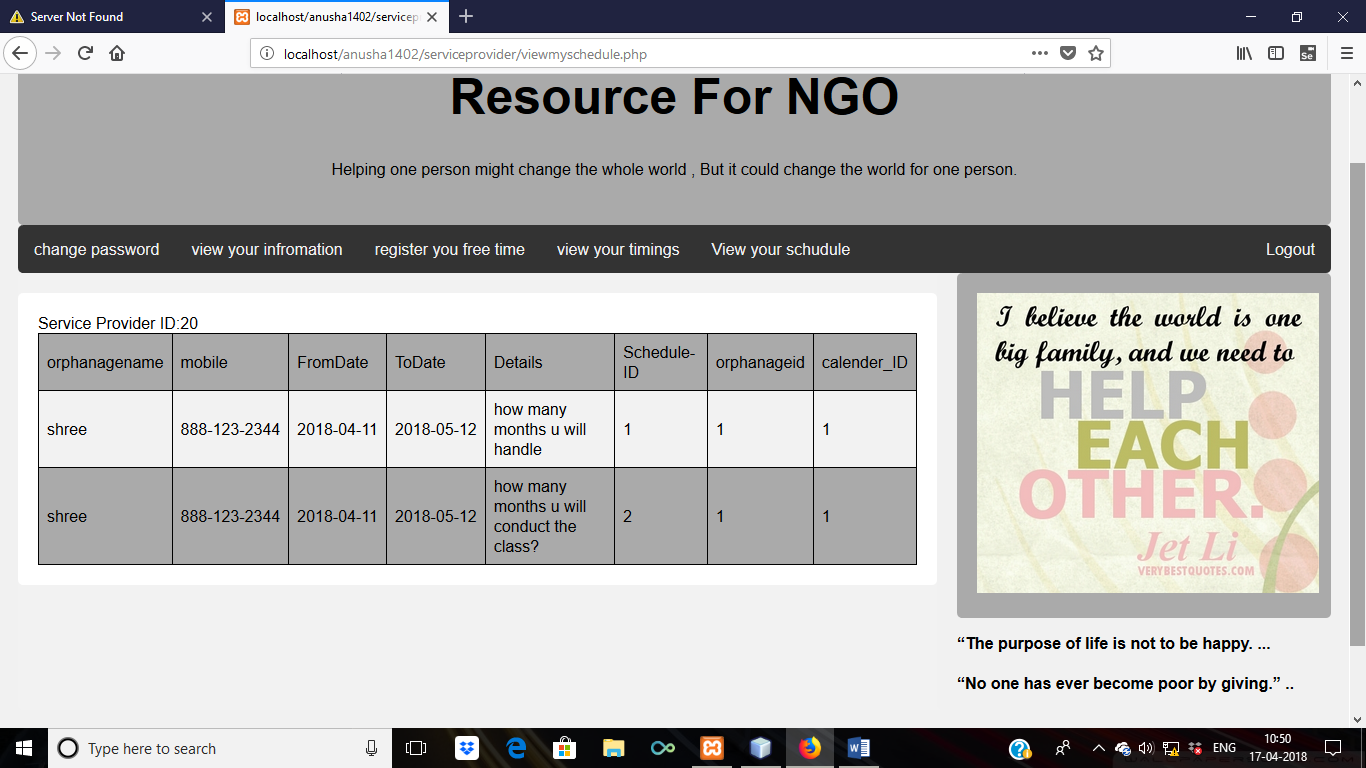 Server Not Found
localhost/anusha1402/servicep
localhost/anusha1402/serviceprovider/viewmyschedule.php
Se
Resource For NGO
Helping one person might change the whole world , But it could change the world for one person.
change password view your infromation register you free time view your timings View your schudule Logout
Service Provider ID:20
orphanagename mobile FromDate ToDate Details Schedule-ID orphanageid calender_ID
shree 888-123-2344 2018-04-11 2018-05-12 how many months u will handle 1 1 1
shree 888-123-2344 2018-04-11 2018-05-12 how many months u will conduct the class? 2 1 1
I believe the world is one
big family, and we need to
HELP
EACH
OTHER.
Jet Li
VERYBESTQUOTES.COM
“The purpose of life is not to be happy. ...
“No one has ever become poor by giving.” ..
Type here to search
ENG
10:50
17-04-2018